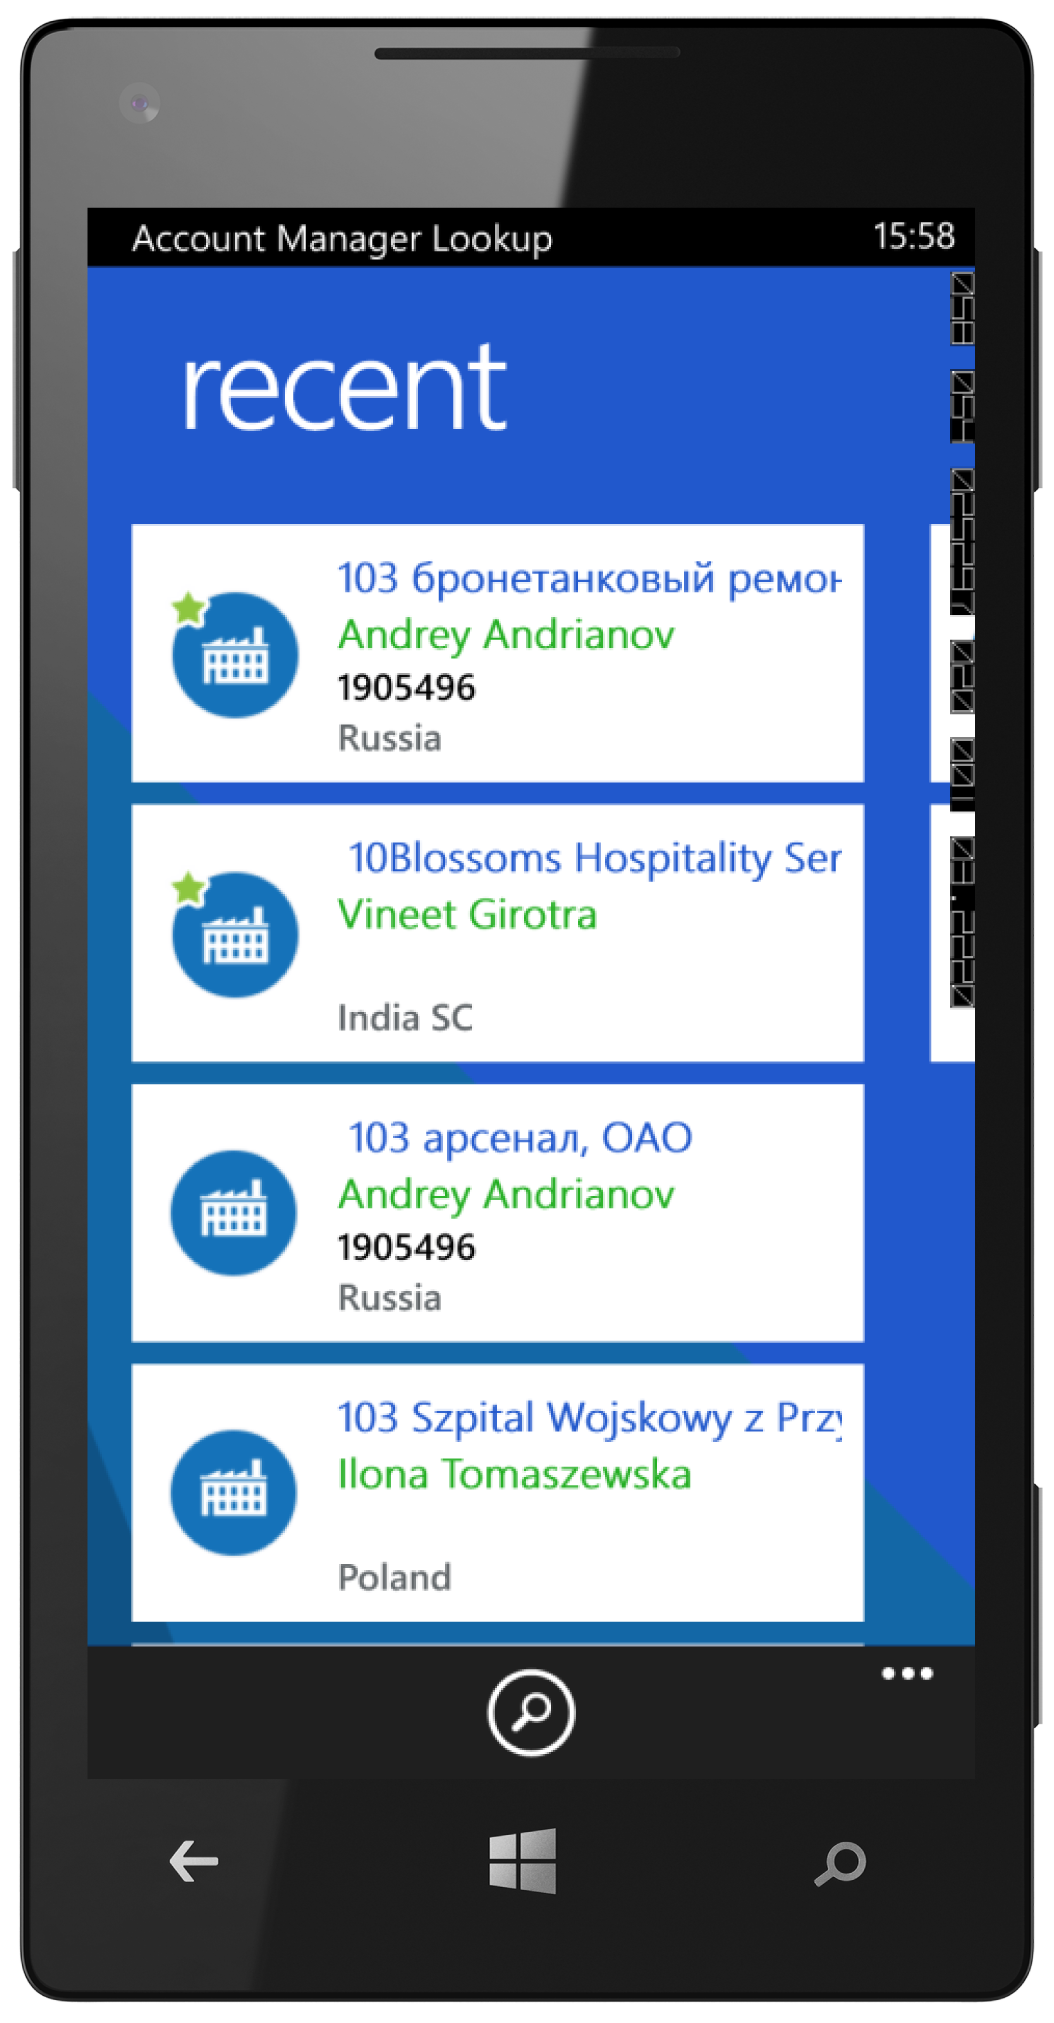 Account Manager Lookup
15:58
recent
103 бронетанковый ремон
Andrey Andrianov
1905496
Russia
10Blossoms Hospitality Ser
Vineet Girotra
India SC
103 арсенал, ОАО
Andrey Andrianov
1905496
Russia
103 Szpital Wojskowy z Przy
Ilona Tomaszewska
Poland